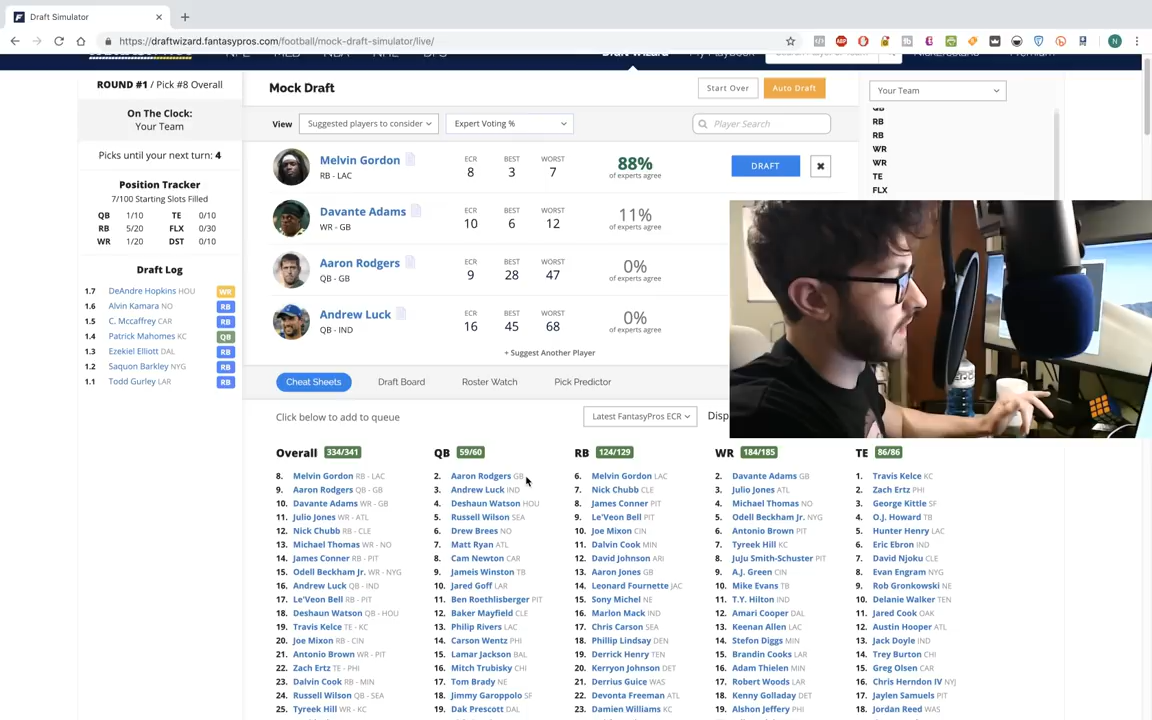 Draft Simulator
https://draftwizard.fantasypros.com/football/mock-draft-simulator/live/
N
ROUND #1 / Pick #8 Overall
On The Clock:
Your Team
Picks until your next turn: 4
Position Tracker
7/100 Starting Slots Filled
QB 1/10 TE 0/10
RB 5/20 FLX 0/30
WR 1/20 DST 0/10
Draft Log
1.7 DeAndre Hopkins HOU WR
1.6 Alvin Kamara NO RB
1.5 C. Mccaffrey CAR RB
1.4 Patrick Mahomes KC QB
1.3 Ezekiel Elliott DAL RB
1.2 Saquon Barkley NYG RB
1.1 Todd Gurley LAR RB
Mock Draft
Start Over
Auto Draft
View
Suggested players to consider
Expert Voting %
Player Search
Melvin Gordon
RB - LAC
ECR BEST WORST
8 3 7
88%
of experts agree
DRAFT
Davante Adams
WR - GB
ECR BEST WORST
10 6 12
11%
of experts agree
Aaron Rodgers
QB - GB
ECR BEST WORST
9 28 47
0%
of experts agree
Andrew Luck
QB - IND
ECR BEST WORST
16 45 68
0%
of experts agree
+ Suggest Another Player
Your Team
QB
RB
RB
WR
WR
TE
FLX
Cheat Sheets
Draft Board
Roster Watch
Pick Predictor
Click below to add to queue
Latest FantasyPros ECR
Disp
Overall 334/341
8. Melvin Gordon RB - LAC
9. Aaron Rodgers QB - GB
10. Davante Adams WR - GB
11. Julio Jones WR - ATL
12. Nick Chubb RB - CLE
13. Michael Thomas WR - NO
14. James Conner RB - PIT
15. Odell Beckham Jr. WR - NYG
16. Andrew Luck QB - IND
17. Le'Veon Bell RB - PIT
18. Deshaun Watson QB - HOU
19. Travis Kelce TE - KC
20. Joe Mixon RB - CIN
21. Antonio Brown WR - PIT
22. Zach Ertz TE - PHI
23. Dalvin Cook RB - MIN
24. Russell Wilson QB - SEA
25. Tyreek Hill WR - KC
QB 59/60
2. Aaron Rodgers GB
3. Andrew Luck IND
4. Deshaun Watson HOU
5. Russell Wilson SEA
6. Drew Brees NO
7. Matt Ryan ATL
8. Cam Newton CAR
9. Jameis Winston TB
10. Jared Goff LAR
11. Ben Roethlisberger PIT
12. Baker Mayfield CLE
13. Philip Rivers LAC
14. Carson Wentz PHI
15. Lamar Jackson BAL
16. Mitch Trubisky CHI
17. Tom Brady NE
18. Jimmy Garoppolo SF
19. Dak Prescott DAL
RB 124/129
6. Melvin Gordon LAC
7. Nick Chubb CLE
8. James Conner PIT
9. Le'Veon Bell PIT
10. Joe Mixon CIN
11. Dalvin Cook MIN
12. David Johnson ARI
13. Aaron Jones GB
14. Leonard Fournette JAC
15. Sony Michel NE
16. Marlon Mack IND
17. Chris Carson SEA
18. Phillip Lindsay DEN
19. Derrick Henry TEN
20. Kerryon Johnson DET
21. Derrius Guice WAS
22. Devonta Freeman ATL
23. Damien Williams KC
WR 184/185
2. Davante Adams GB
3. Julio Jones ATL
4. Michael Thomas NO
5. Odell Beckham Jr. NYG
6. Antonio Brown PIT
7. Tyreek Hill KC
8. JuJu Smith-Schuster PIT
9. A.J. Green CIN
10. Mike Evans TB
11. T.Y. Hilton IND
12. Amari Cooper DAL
13. Keenan Allen LAC
14. Stefon Diggs MIN
15. Brandin Cooks LAR
16. Adam Thielen MIN
17. Robert Woods LAR
18. Kenny Golladay DET
19. Alshon Jeffery PHI
TE 86/86
1. Travis Kelce KC
2. Zach Ertz PHI
3. George Kittle SF
4. O.J. Howard TB
5. Hunter Henry LAC
6. Eric Ebron IND
7. David Njoku CLE
8. Evan Engram NYG
9. Rob Gronkowski NE
10. Delanie Walker TEN
11. Jared Cook OAK
12. Austin Hooper ATL
13. Jack Doyle IND
14. Trey Burton CHI
15. Greg Olsen CAR
16. Chris Herndon IV NYJ
17. Jaylen Samuels PIT
18. Jordan Reed WAS